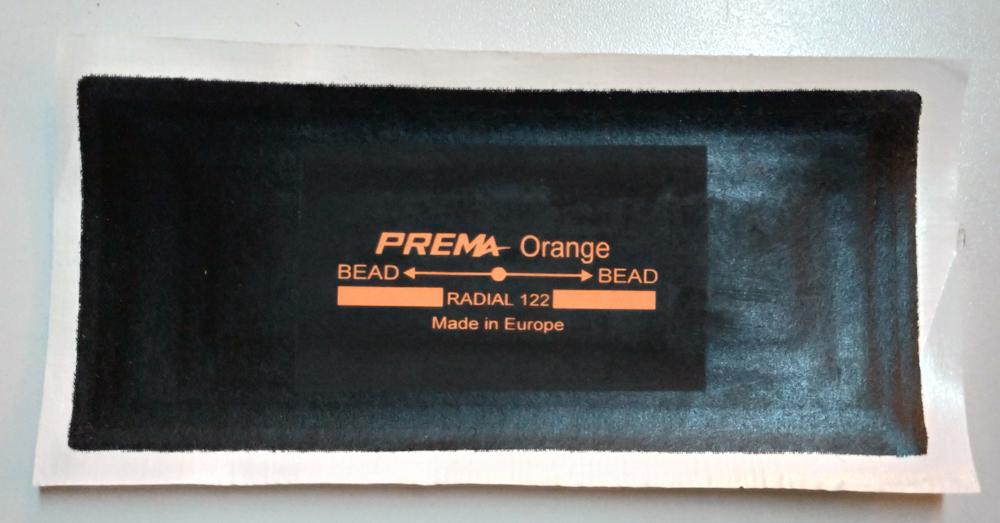 PREMA Orange
BEAD BEAD
RADIAL 122
Made in Europe